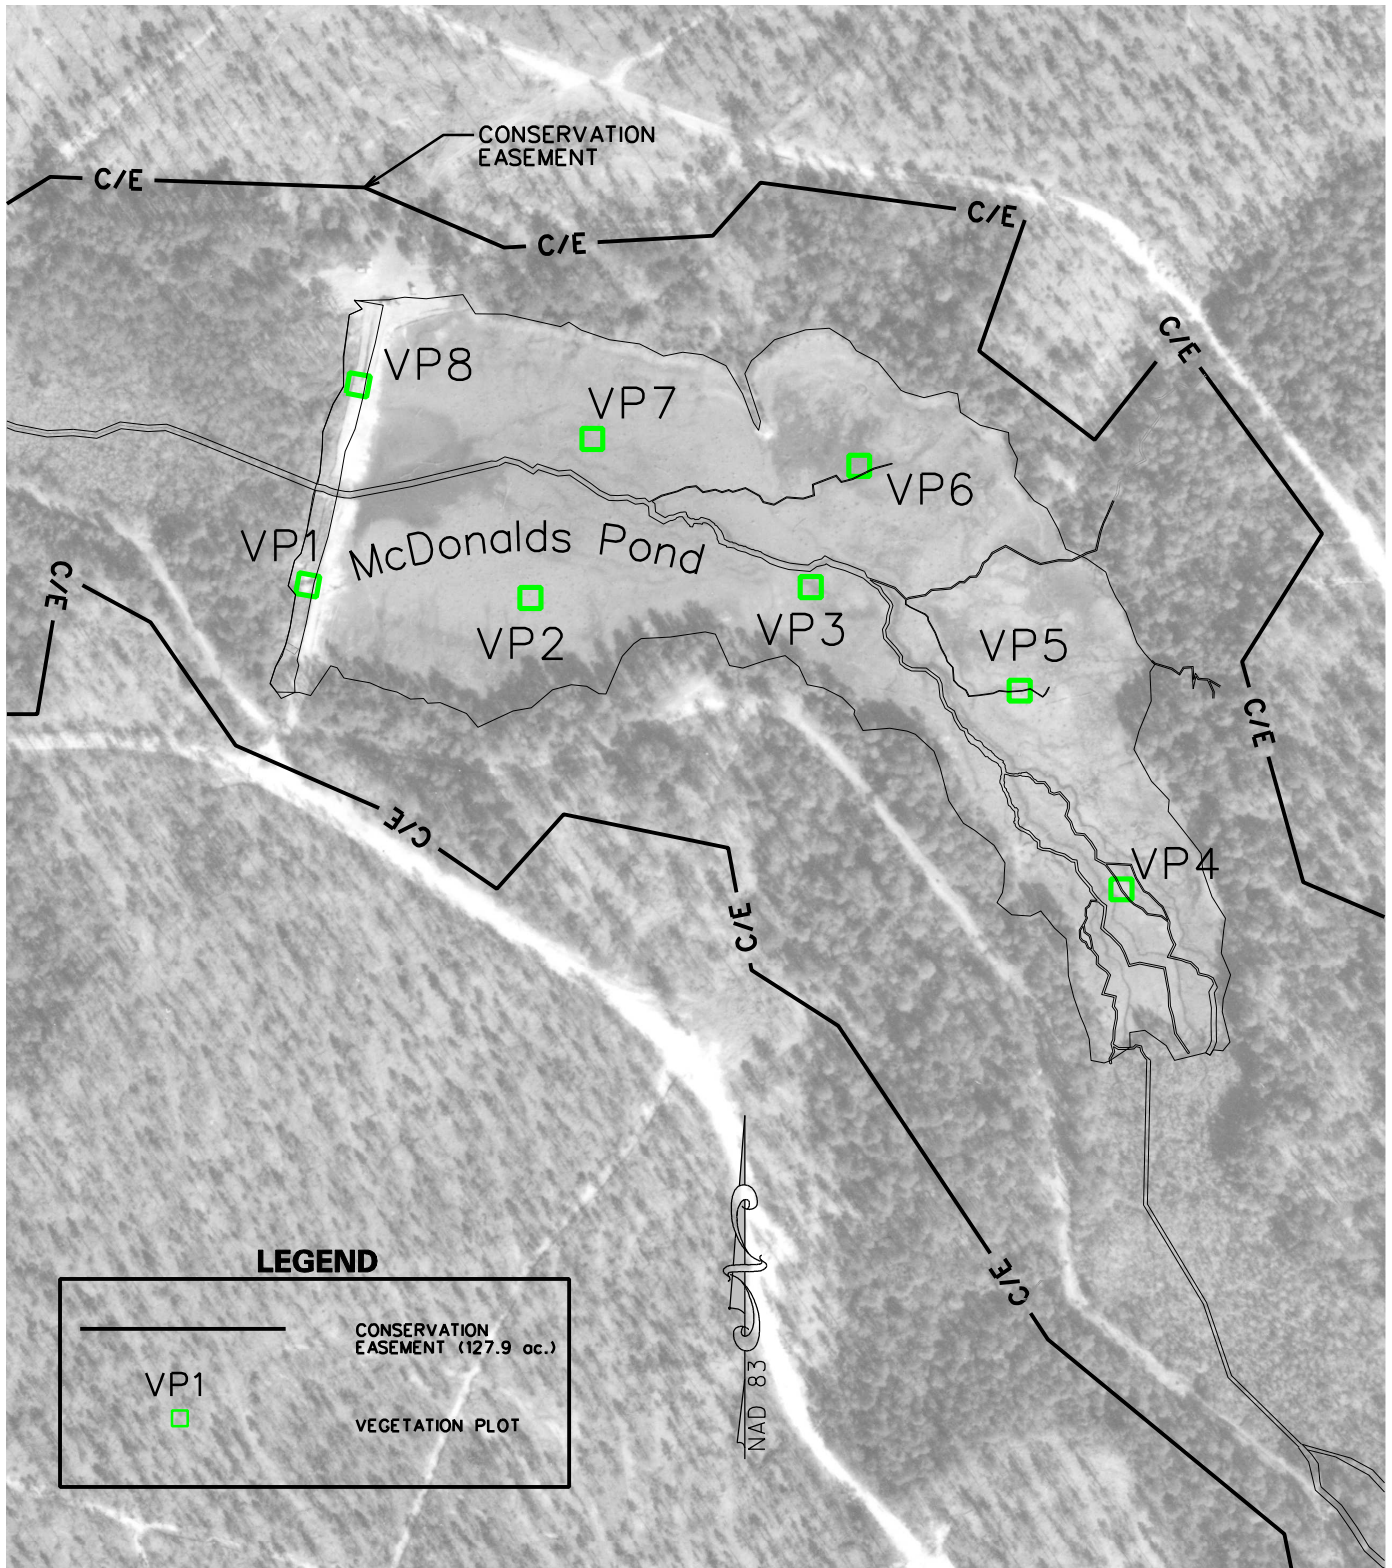 CONSERVATION
EASEMENT
C/E
C/E
C/E
C/E
VP8
VP7
VP6
VP1
McDonalds Pond
C/E
VP2
VP3
VP5
C/E
C/E
VP4
C/E
C/E
NAD 83
LEGEND
CONSERVATION
EASEMENT (127.9 ac.)
VP1
VEGETATION PLOT